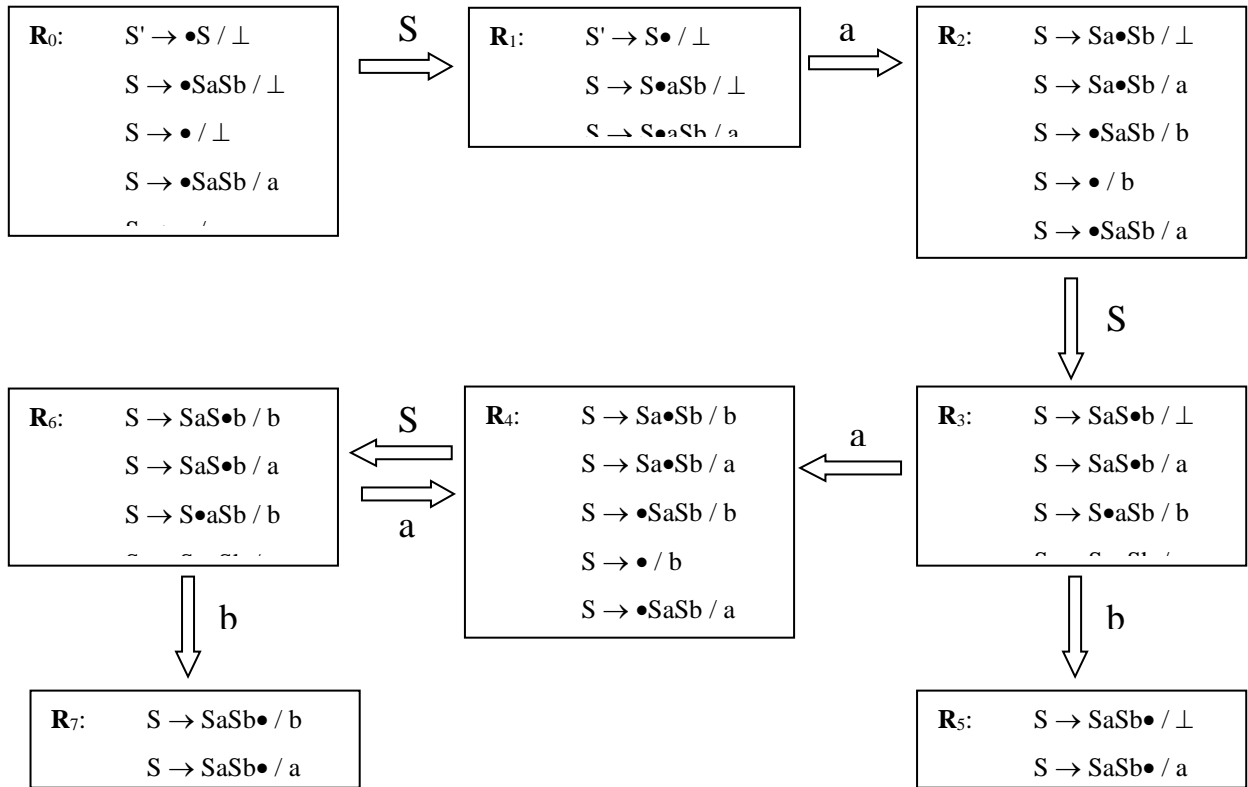 R₀: S' → •S / ⊥
S → •SaSb / ⊥
S → • / ⊥
S → •SaSb / a
S
R₁: S' → S• / ⊥
S → S•aSb / ⊥
S → S•aSb / a
a
R₂: S → Sa•Sb / ⊥
S → Sa•Sb / a
S → •SaSb / b
S → • / b
S → •SaSb / a
S
R₆: S → SaS•b / b
S → SaS•b / a
S → S•aSb / b
S
a
R₄: S → Sa•Sb / b
S → Sa•Sb / a
S → •SaSb / b
S → • / b
S → •SaSb / a
a
R₃: S → SaS•b / ⊥
S → SaS•b / a
S → S•aSb / b
b
b
R₇: S → SaSb• / b
S → SaSb• / a
R₅: S → SaSb• / ⊥
S → SaSb• / a